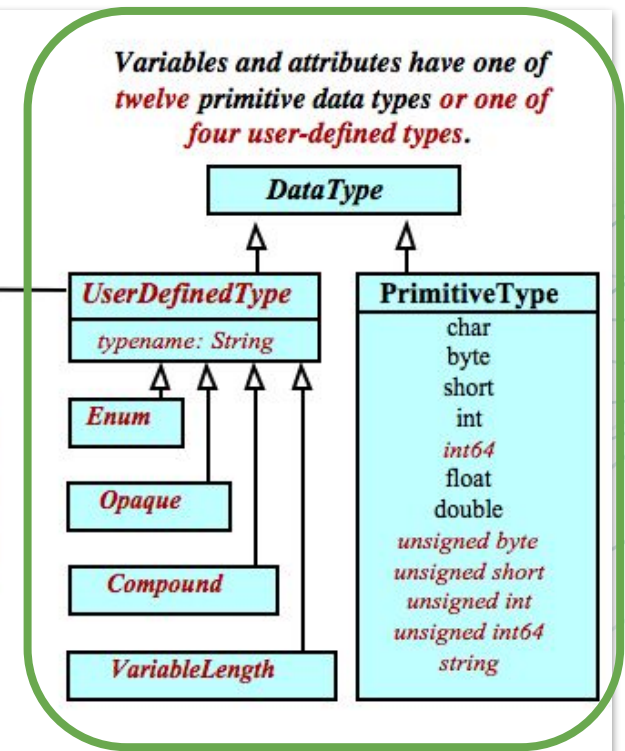 Variables and attributes have one of
twelve primitive data types or one of
four user-defined types.
DataType
UserDefinedType
typename: String
Enum
Opaque
Compound
VariableLength
PrimitiveType
char
byte
short
int
int64
float
double
unsigned byte
unsigned short
unsigned int
unsigned int64
string